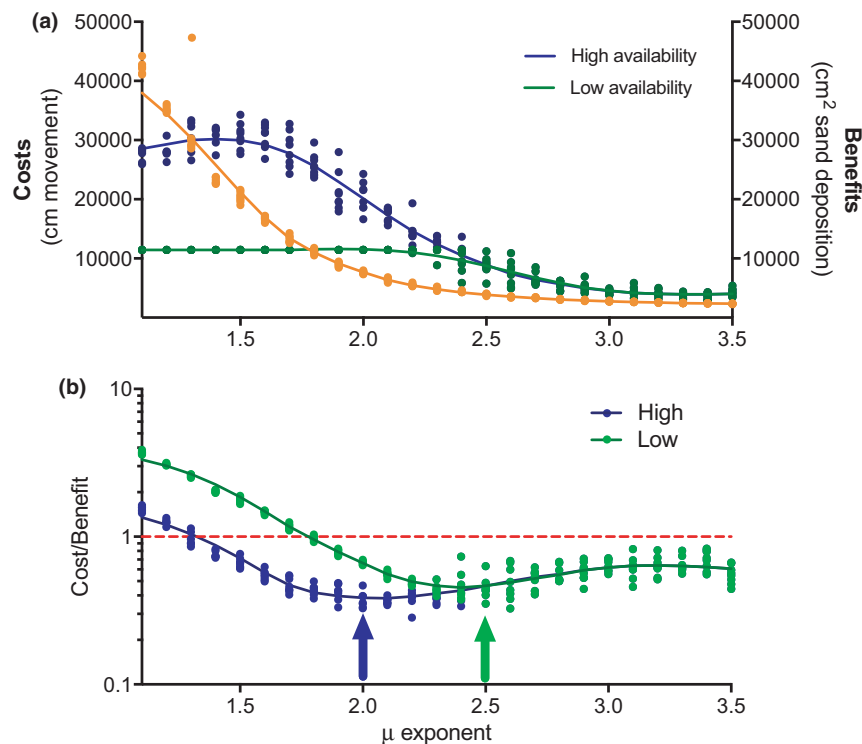 (a)
50000
40000
30000
20000
10000
Costs
(cm movement)
High availability
Low availability
50000
40000
30000
20000
10000
Benefits
(cm² sand deposition)
1.5
2.0
2.5
3.0
3.5
(b)
10
1
0.1
Cost/Benefit
High
Low
1.5
2.0
2.5
3.0
3.5
μ exponent